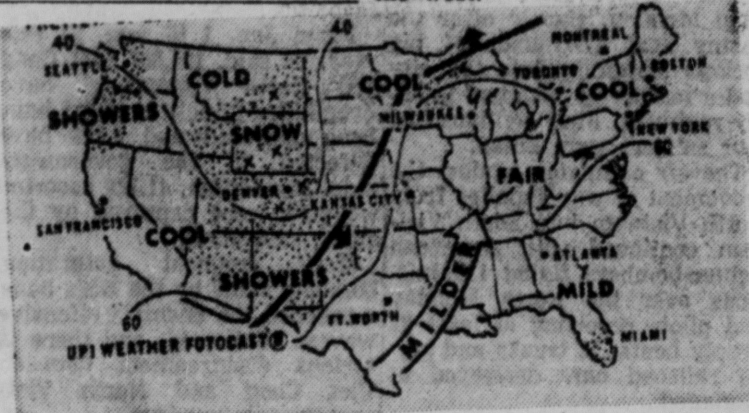 40
40
MONTREAL
SEATTLE
COLD
COOL
TORONTO
BOSTON
COOL
SHOWERS
MILWAUKEE
SNOW
NEW YORK
60
FAIR
DENVER
KANSAS CITY
SAN FRANCISCO
COOL
ATLANTA
SHOWERS
MILD
60
FT. WORTH
MILDER
UPI WEATHER FOTOCAST ®
MIAMI